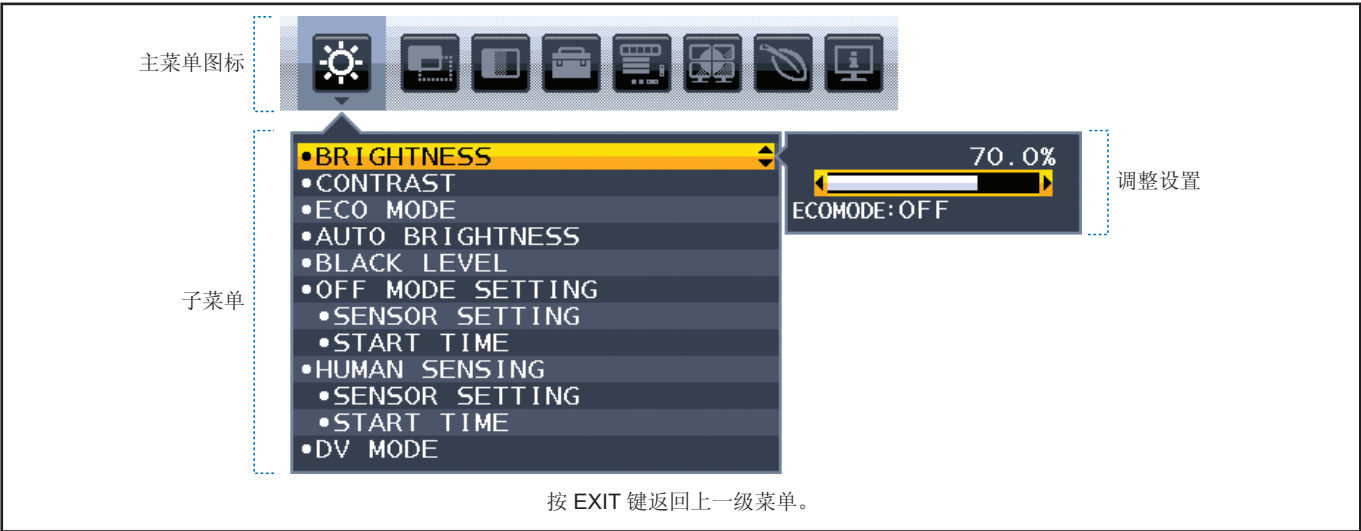 主菜单图标
•BRIGHTNESS
70.0%
•CONTRAST
调整设置
•ECO MODE
ECOMODE:OFF
•AUTO BRIGHTNESS
•BLACK LEVEL
•OFF MODE SETTING
子菜单
•SENSOR SETTING
•START TIME
•HUMAN SENSING
•SENSOR SETTING
•START TIME
•DV MODE
按 EXIT 键返回上一级菜单。